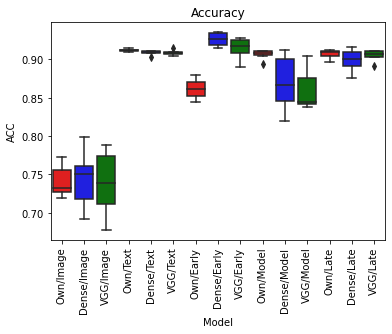 Accuracy
ACC
0.90
0.85
0.80
0.75
0.70
Own/Image
Dense/Image
VGG/Image
Own/Text
Dense/Text
VGG/Text
Own/Early
Dense/Early
VGG/Early
Own/Model
Dense/Model
VGG/Model
Own/Late
Dense/Late
VGG/Late
Model